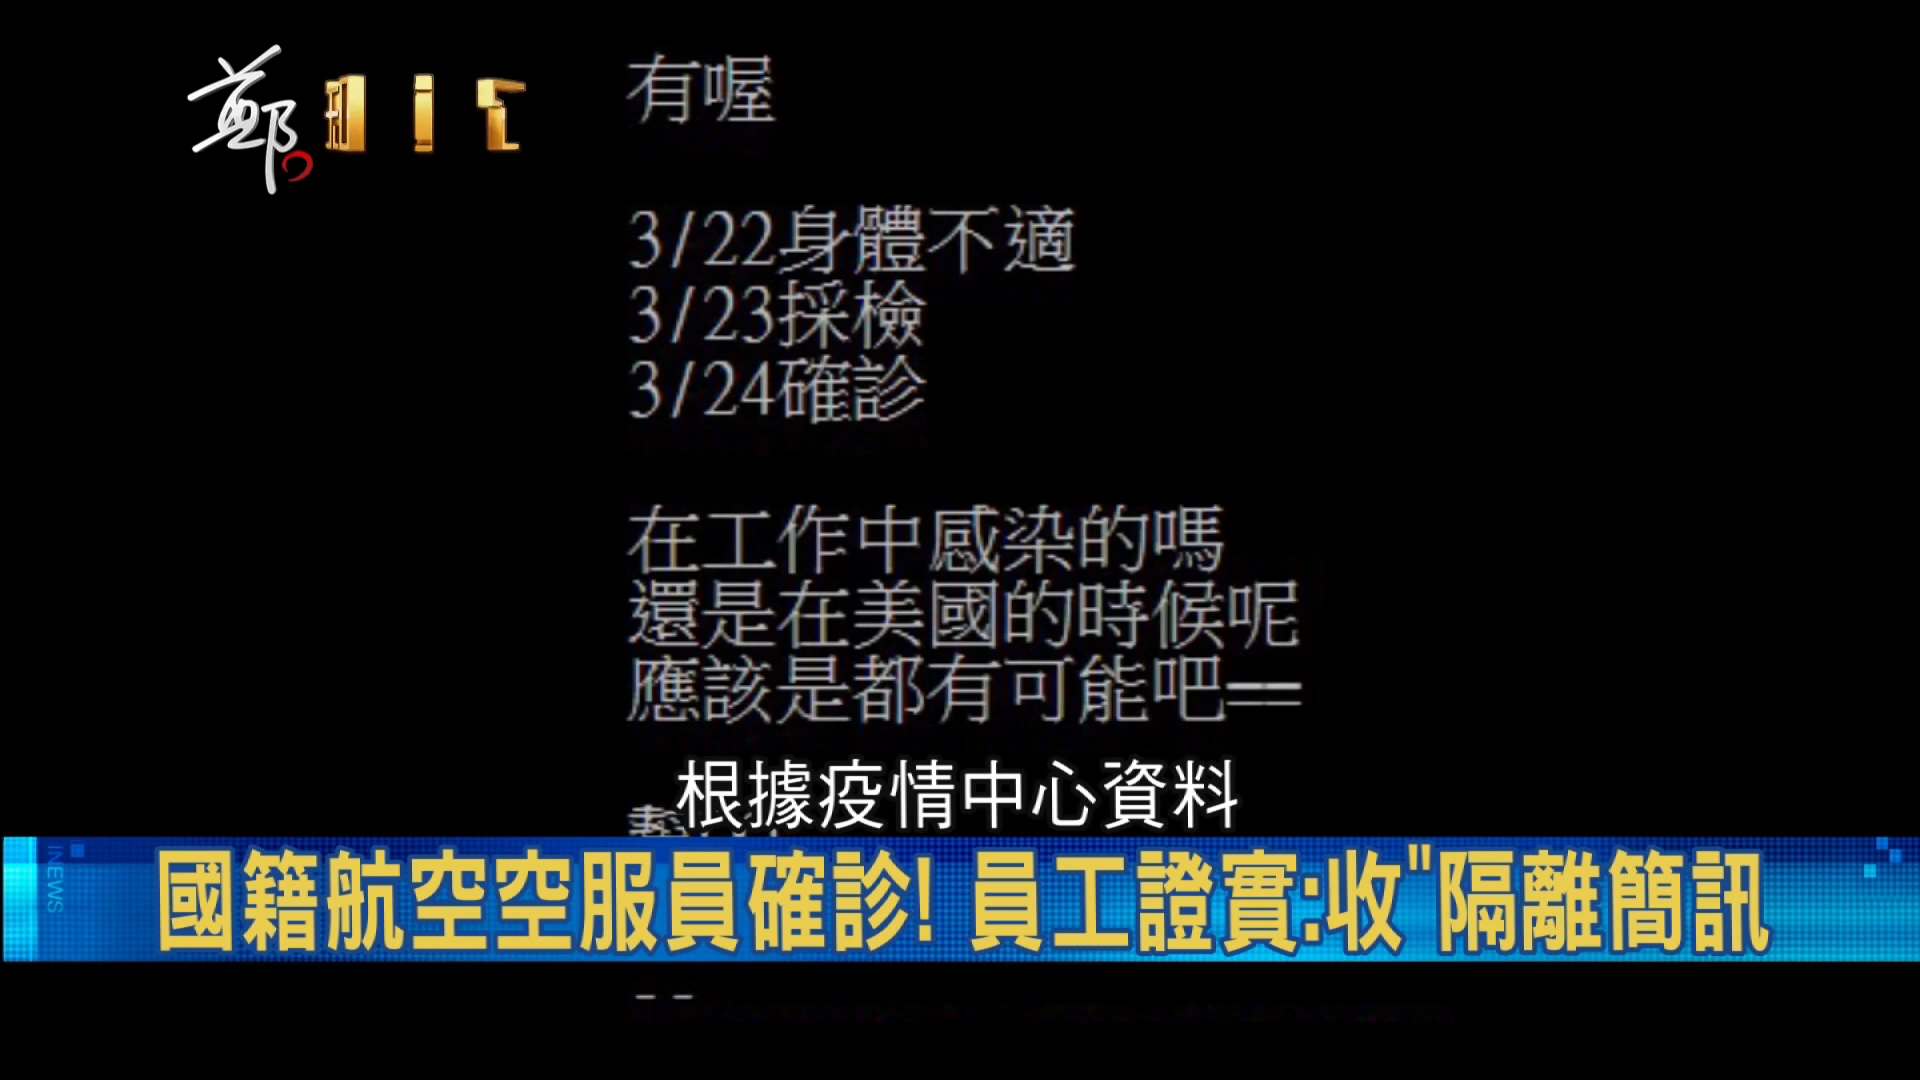 鄭
有喔
3/22身體不適
3/23採檢
3/24確診
在工作中感染的嗎
還是在美國的時候呢
應該是都有可能吧==
根據疫情中心資料
INEWS
國籍航空空服員確診! 員工證實:收"隔離簡訊
--